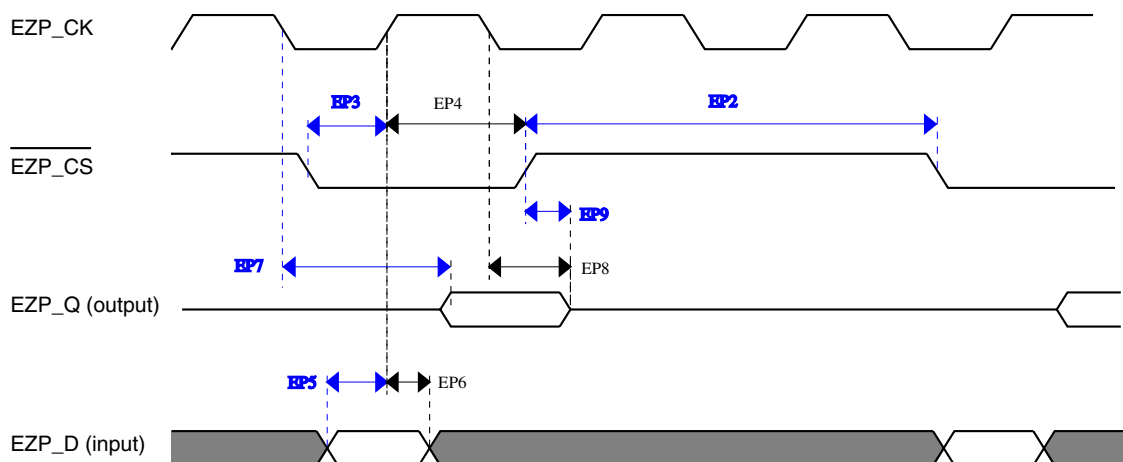 EZP_CK
EP3
EP4
EP2
EZP_CS
EP9
EP7
EP8
EZP_Q (output)
EP5
EP6
EZP_D (input)